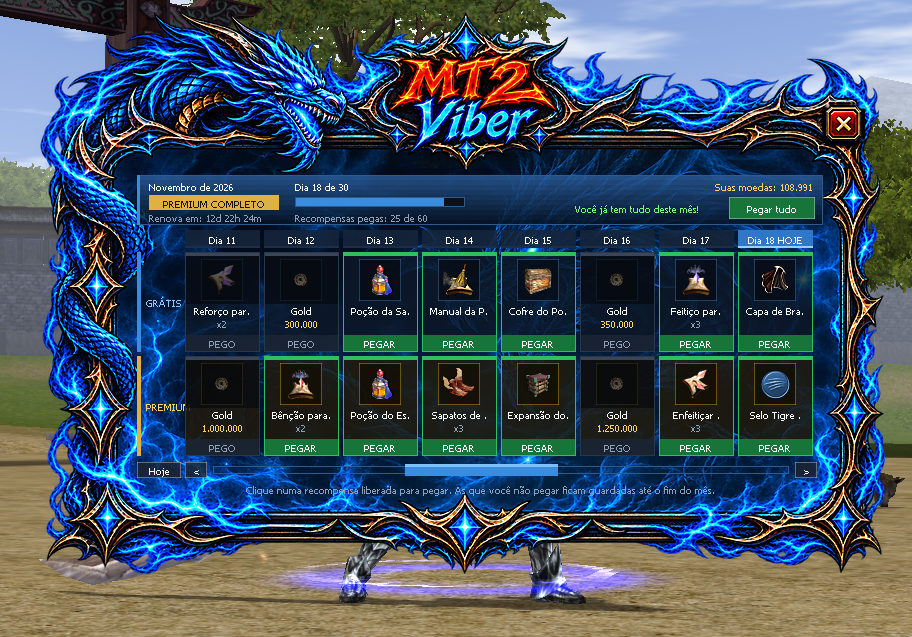 MT2
Viber
Novembro de 2026
Dia 18 de 30
Suas moedas: 108.991
PREMIUM COMPLETO
Você já tem tudo deste mês!
Pegar tudo
Renova em: 12d 22h 24m
Recompensas pegas: 25 de 60
Dia 11
Dia 12
Dia 13
Dia 14
Dia 15
Dia 16
Dia 17
Dia 18 HOJE
GRÁTIS
Reforço par.
x2
PEGO
Gold
300.000
PEGO
Poção da Sa.
PEGAR
Manual da P.
PEGAR
Cofre do Po.
PEGAR
Gold
350.000
PEGO
Feitiço par.
x3
PEGAR
Capa de Bra.
PEGAR
PREMIUM
Gold
1.000.000
PEGO
Bênção para.
x2
PEGAR
Poção do Es.
PEGAR
Sapatos de .
x3
PEGAR
Expansão do.
PEGAR
Gold
1.250.000
PEGO
Enfeitiçar .
x3
PEGAR
Selo Tigre .
PEGAR
Hoje
<
>
Clique numa recompensa liberada para pegar. As que você não pegar ficam guardadas até o fim do mês.